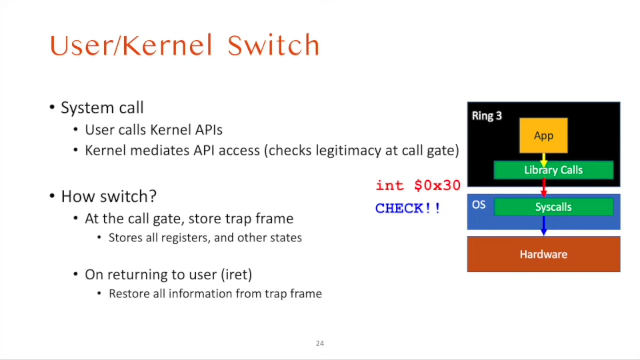 User/Kernel Switch
• System call
• User calls Kernel APIs
• Kernel mediates API access (checks legitimacy at call gate)
• How switch?
• At the call gate, store trap frame
• Stores all registers, and other states
• On returning to user (iret)
• Restore all information from trap frame
int $0x30
CHECK!!
Ring 3
App
Library Calls
OS
Syscalls
Hardware
24